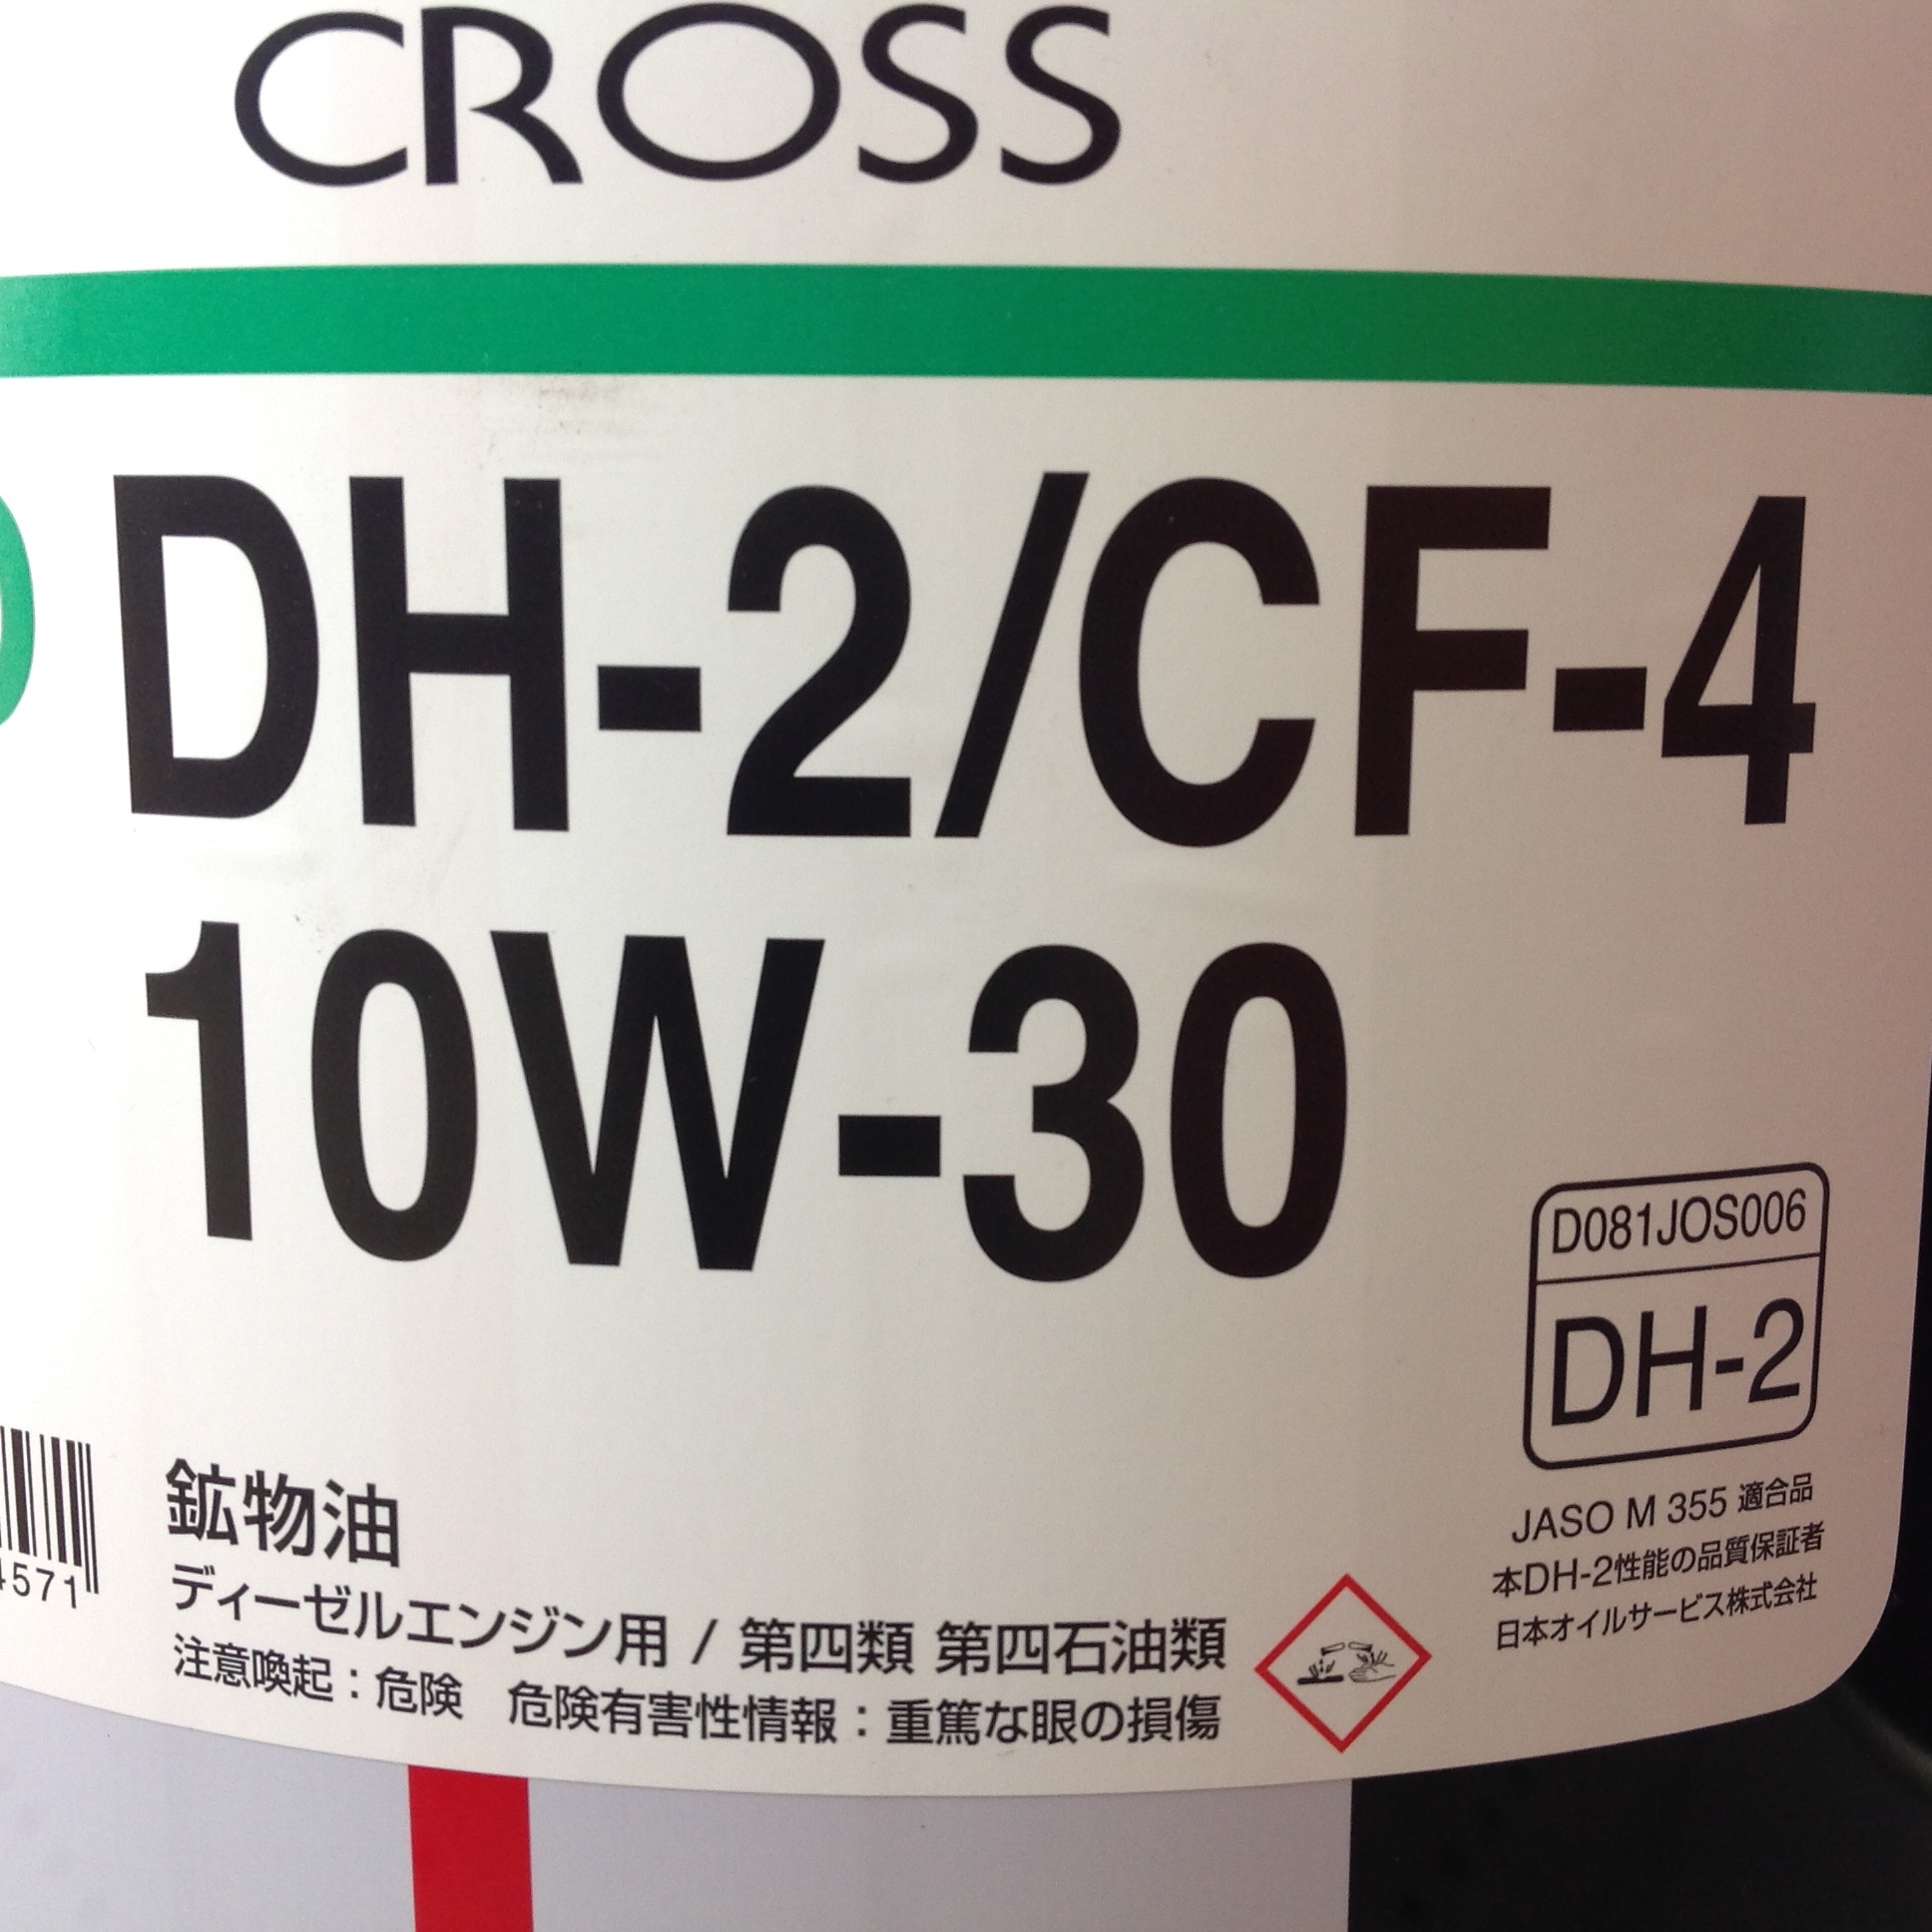 CROSS
DH-2/CF-4
10W-30
D081JOS006
DH-2
JASO M 355 適合品
本DH-2性能の品質保証者
日本オイルサービス株式会社
4571
鉱物油
ディーゼルエンジン用 / 第四類 第四石油類
注意喚起：危険 危険有害性情報：重篤な眼の損傷